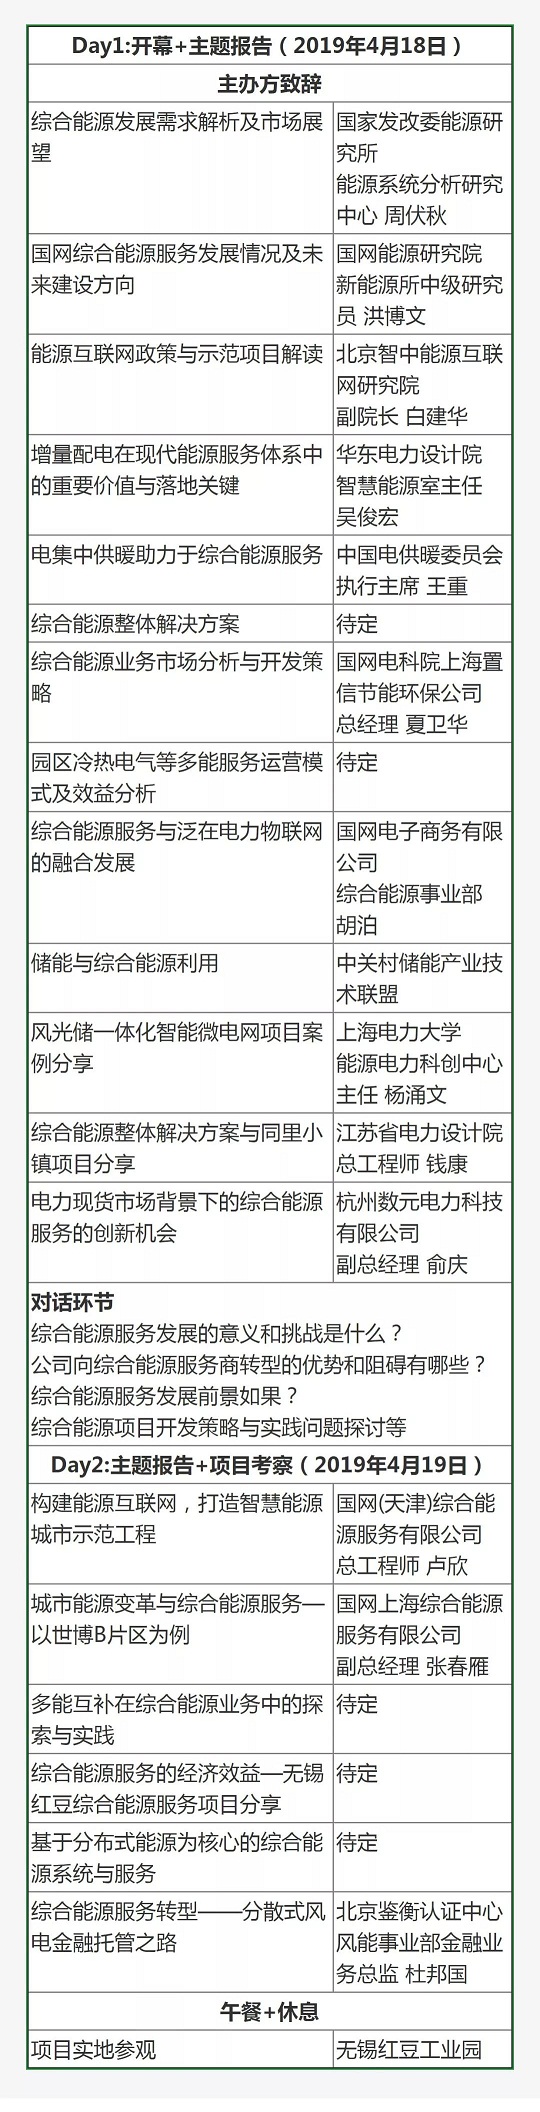 Day1:开幕+主题报告（2019年4月18日）
主办方致辞
综合能源发展需求解析及市场展
望
国家发改委能源研
究所
能源系统分析研究
中心 周伏秋
国网综合能源服务发展情况及未
来建设方向
国网能源研究院
新能源所中级研究
员 洪博文
能源互联网政策与示范项目解读
北京智中能源互联
网研究院
副院长 白建华
增量配电在现代能源服务体系中
的重要价值与落地关键
华东电力设计院
智慧能源室主任
吴俊宏
电集中供暖助力于综合能源服务
中国电供暖委员会
执行主席 王重
综合能源整体解决方案
待定
综合能源业务市场分析与开发策
略
国网电科院上海置
信节能环保公司
总经理 夏卫华
园区冷热电气等多能服务运营模
式及效益分析
待定
综合能源服务与泛在电力物联网
的融合发展
国网电子商务有限
公司
综合能源事业部
胡泊
储能与综合能源利用
中关村储能产业技
术联盟
风光储一体化智能微电网项目案
例分享
上海电力大学
能源电力科创中心
主任 杨涌文
综合能源整体解决方案与同里小
镇项目分享
江苏省电力设计院
总工程师 钱康
电力现货市场背景下的综合能源
服务的创新机会
杭州数元电力科技
有限公司
副总经理 俞庆
对话环节
综合能源服务发展的意义和挑战是什么？
公司向综合能源服务商转型的优势和阻碍有哪些？
综合能源服务发展前景如果？
综合能源项目开发策略与实践问题探讨等
Day2:主题报告+项目考察（2019年4月19日）
构建能源互联网，打造智慧能源
城市示范工程
国网(天津)综合能
源服务有限公司
总工程师 卢欣
城市能源变革与综合能源服务—
以世博B片区为例
国网上海综合能源
服务有限公司
副总经理 张春雁
多能互补在综合能源业务中的探
索与实践
待定
综合能源服务的经济效益—无锡
红豆综合能源服务项目分享
待定
基于分布式能源为核心的综合能
源系统与服务
待定
综合能源服务转型——分散式风
电金融托管之路
北京鉴衡认证中心
风能事业部金融业
务总监 杜邦国
午餐+休息
项目实地参观
无锡红豆工业园